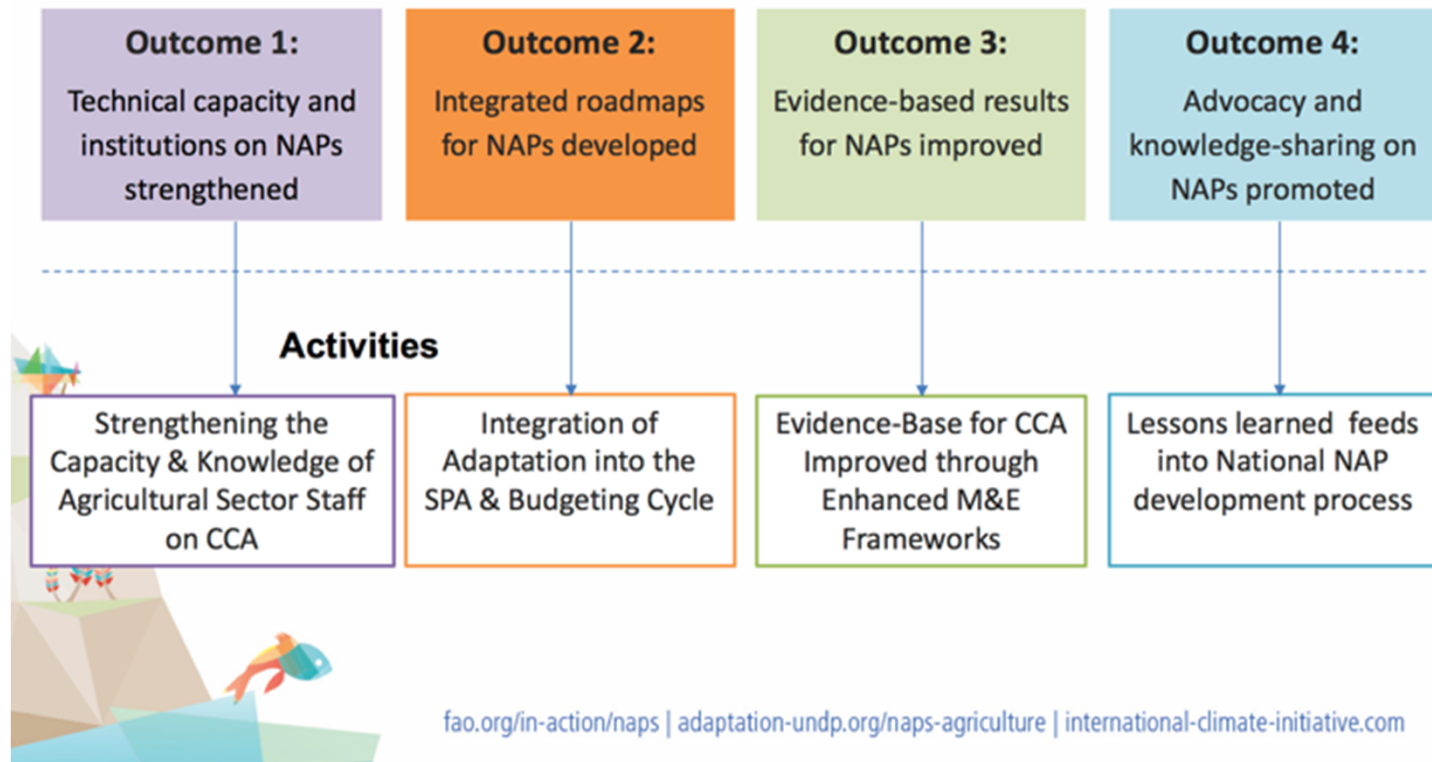 Outcome 1:
Technical capacity and
institutions on NAPs
strengthened
Outcome 2:
Integrated roadmaps
for NAPs developed
Outcome 3:
Evidence-based results
for NAPs improved
Outcome 4:
Advocacy and
knowledge-sharing on
NAPs promoted
Activities
Strengthening the
Capacity & Knowledge of
Agricultural Sector Staff
on CCA
Integration of
Adaptation into the
SPA & Budgeting Cycle
Evidence-Base for CCA
Improved through
Enhanced M&E
Frameworks
Lessons learned feeds
into National NAP
development process
fao.org/in-action/naps | adaptation-undp.org/naps-agriculture | international-climate-initiative.com